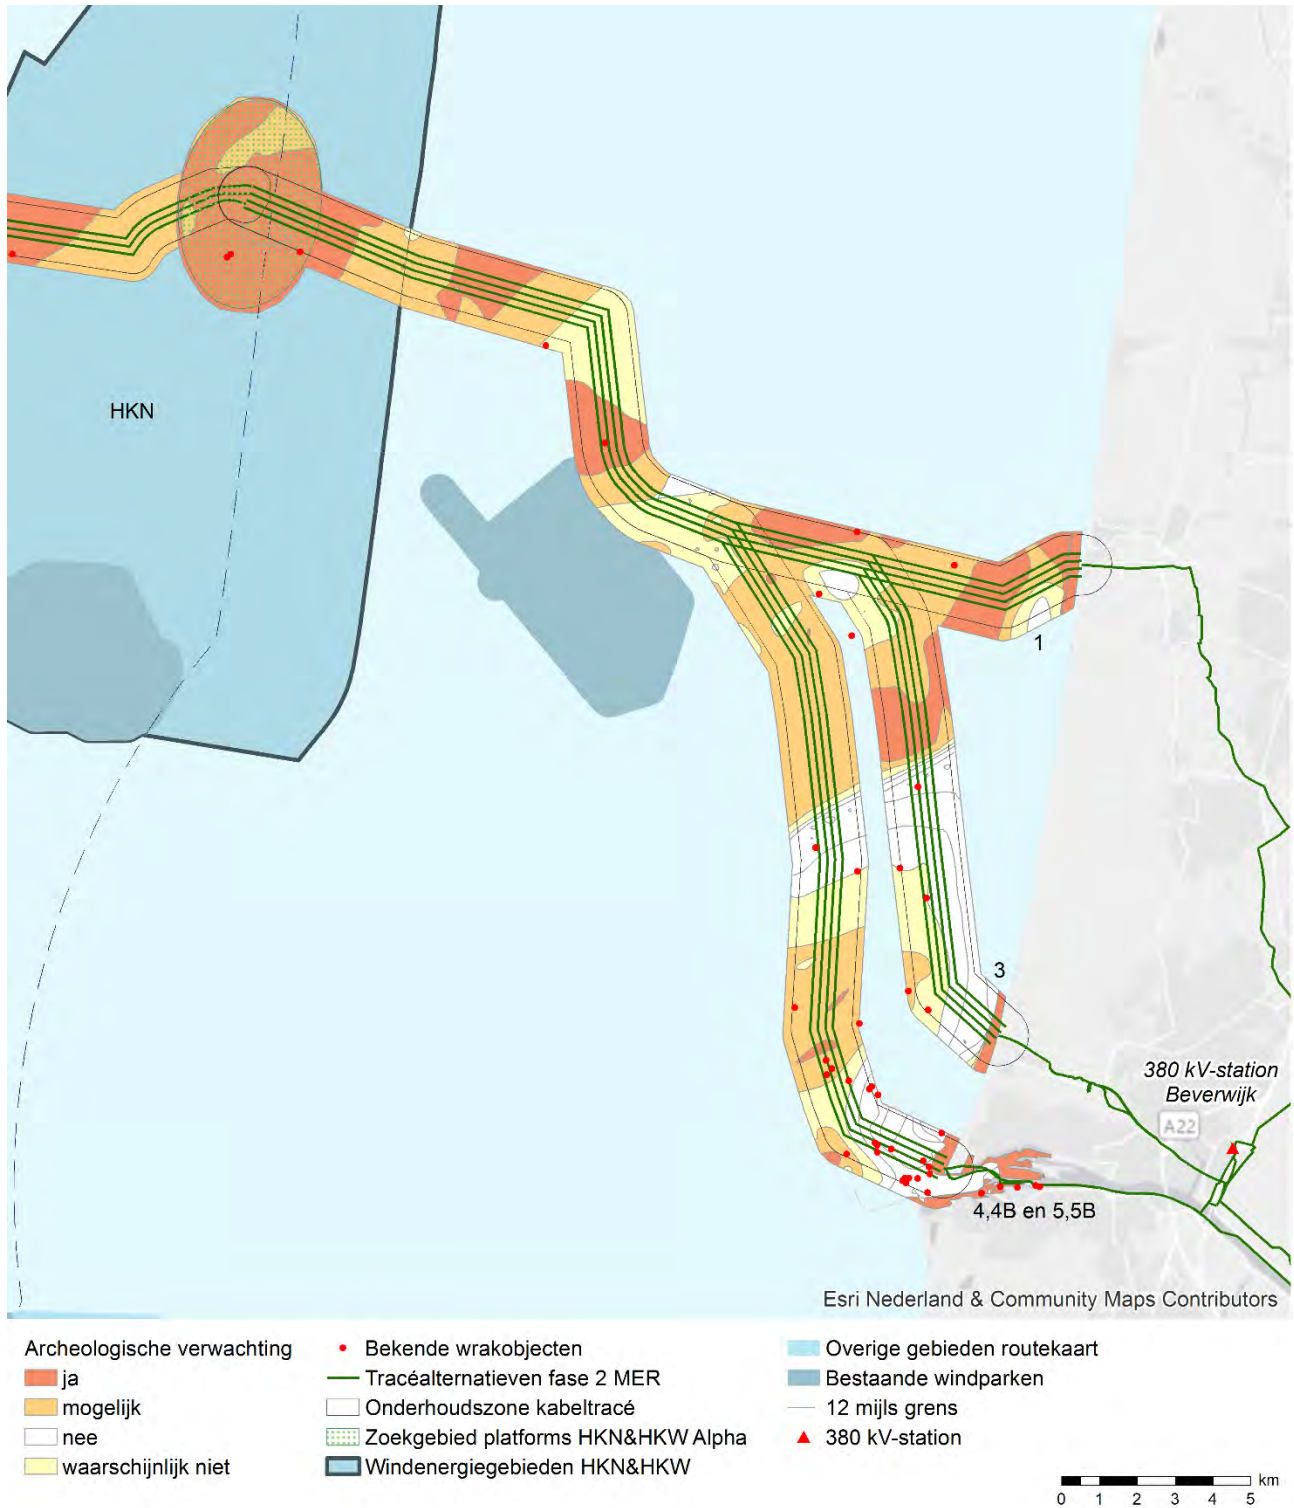 HKN
1
3
380 kV-station
Beverwijk
A22
4,4B en 5,5B
Esri Nederland & Community Maps Contributors
Archeologische verwachting
ja
mogelijk
nee
waarschijnlijk niet
Bekende wrakobjecten
Tracéalternatieven fase 2 MER
Onderhoudszone kabeltracé
Zoekgebied platforms HKN&HKW Alpha
Windenergiegebieden HKN&HKW
Overige gebieden routekaart
Bestaande windparken
12 mijls grens
380 kV-station
km
0 1 2 3 4 5